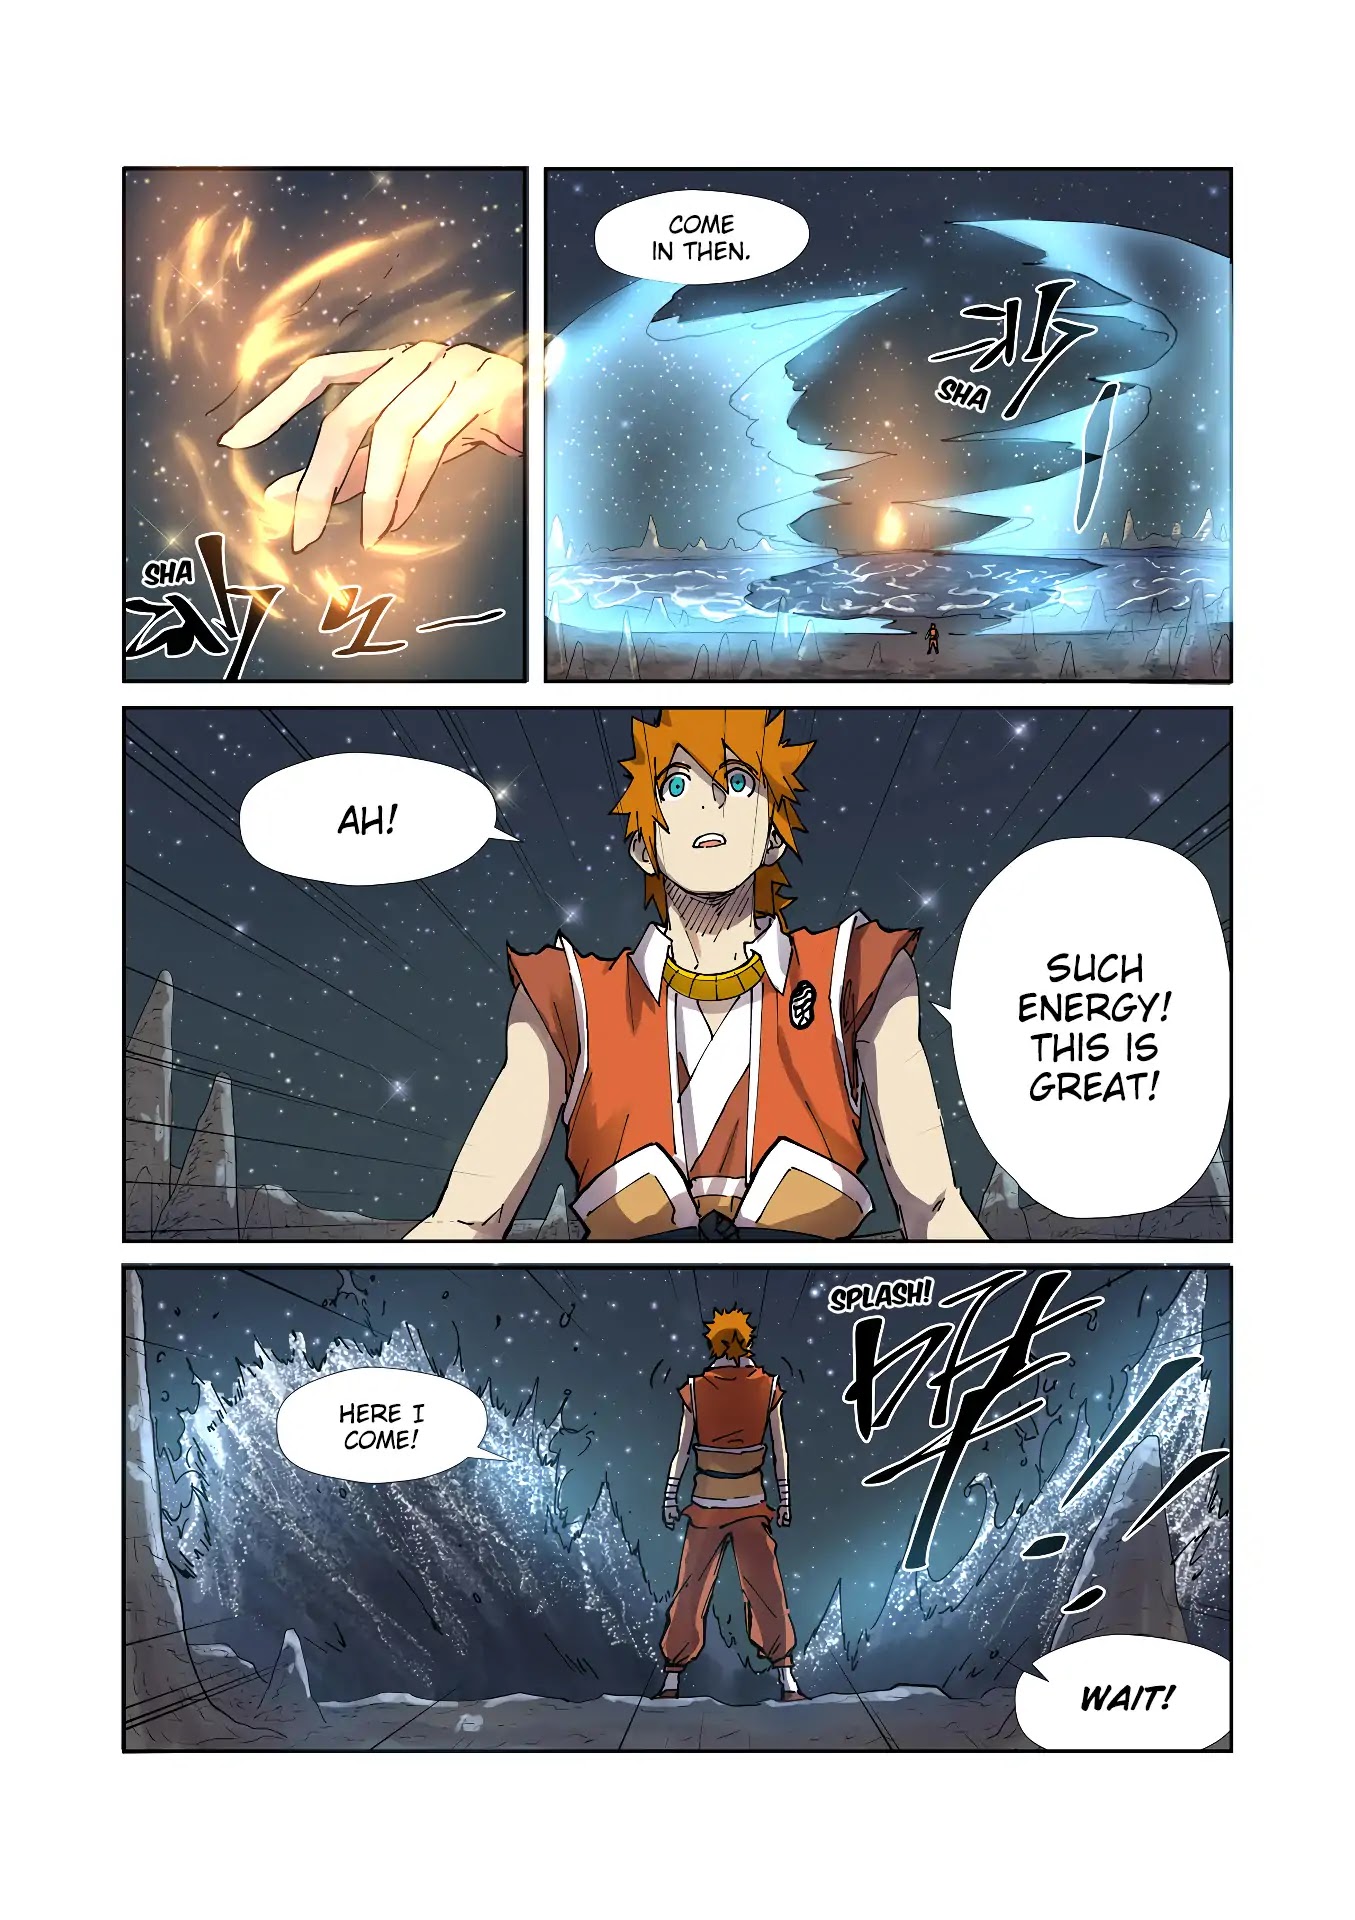 SHA
COME
IN THEN.
SHA
AH!
SUCH
ENERGY!
THIS IS
GREAT!
SPLASH!
HERE I
COME!
WAIT!